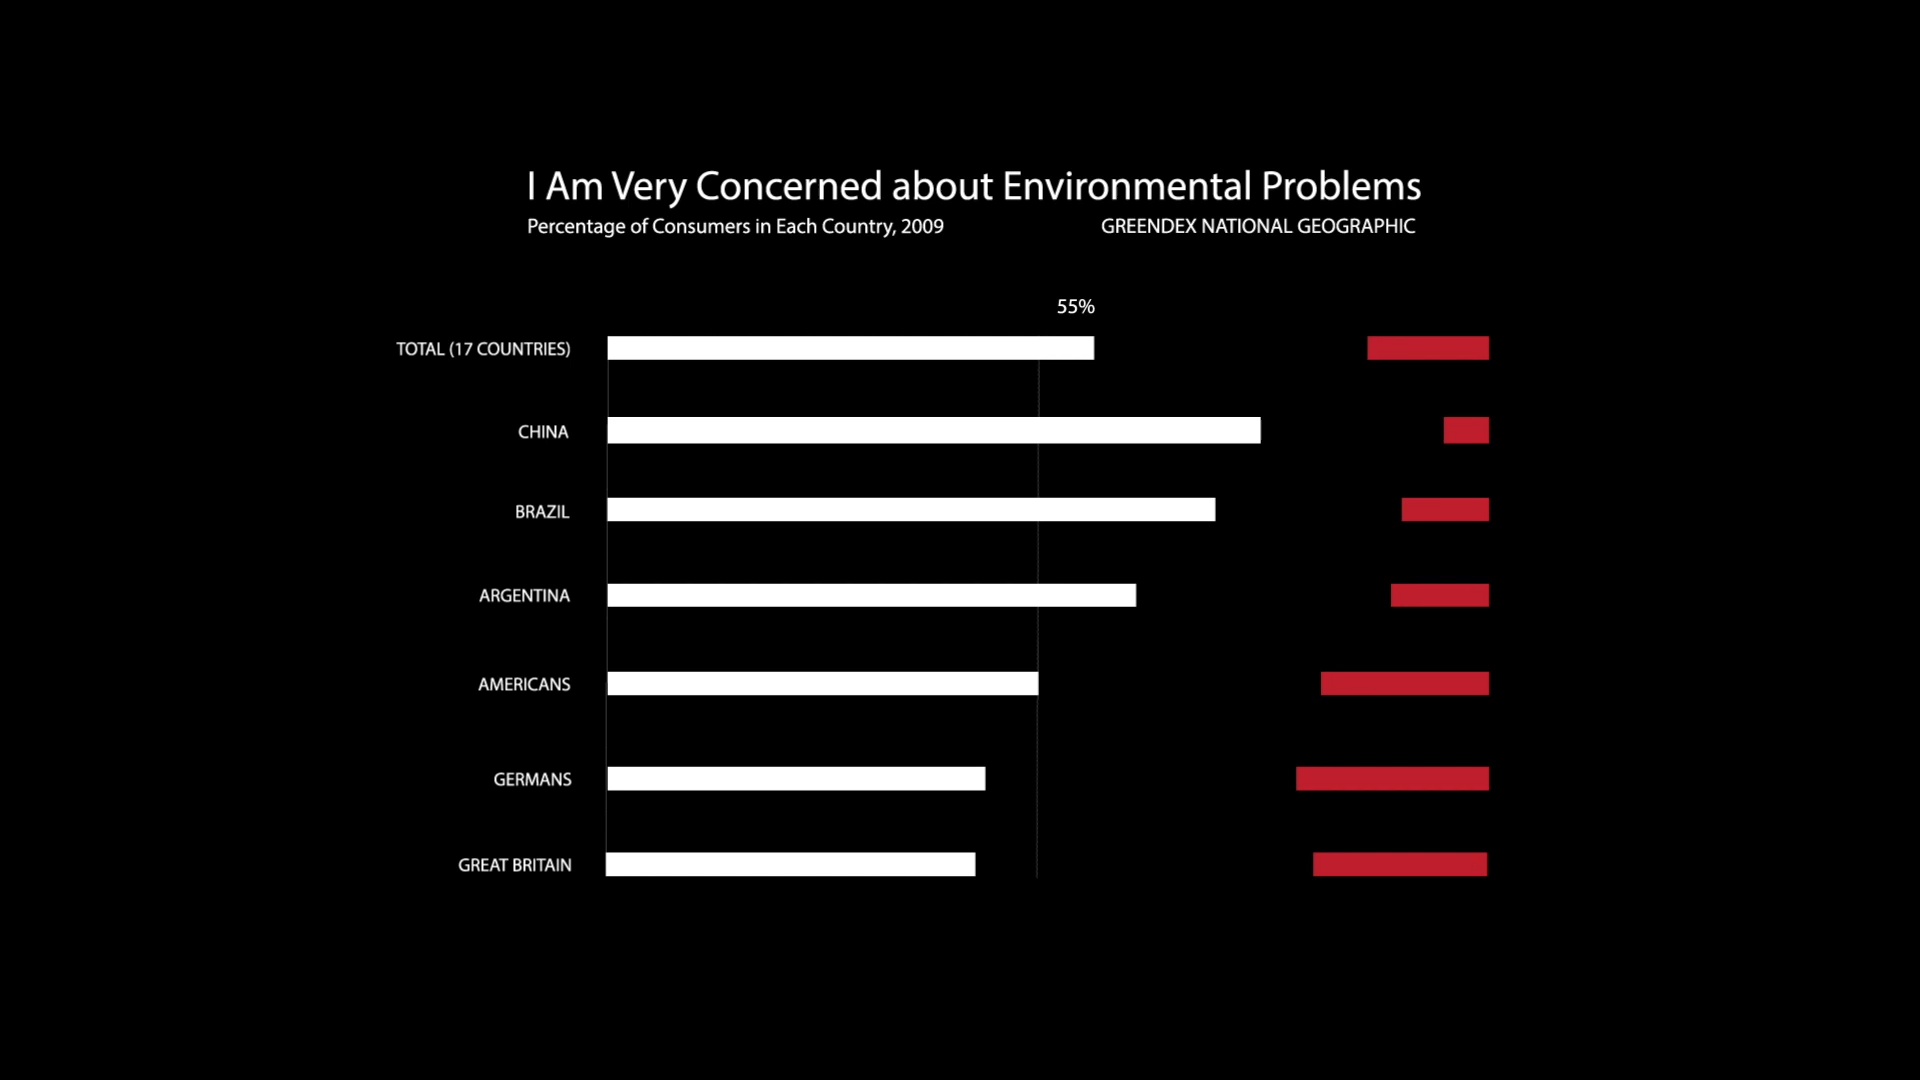 I Am Very Concerned about Environmental Problems
Percentage of Consumers in Each Country, 2009
GREENDEX NATIONAL GEOGRAPHIC
55%
TOTAL (17 COUNTRIES)
CHINA
BRAZIL
ARGENTINA
AMERICANS
GERMANS
GREAT BRITAIN